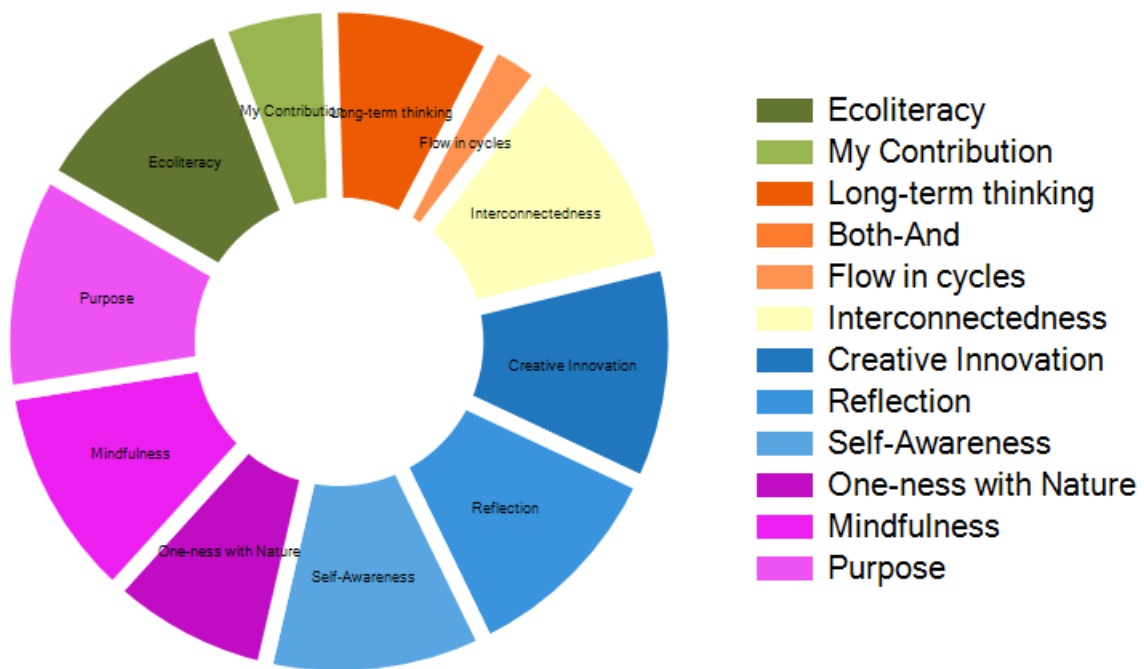 My Contribution
Long-term thinking
Flow in cycles
Ecoliteracy
Interconnectedness
Purpose
Creative Innovation
Mindfulness
Reflection
One-ness with Nature
Self-Awareness
Ecoliteracy
My Contribution
Long-term thinking
Both-And
Flow in cycles
Interconnectedness
Creative Innovation
Reflection
Self-Awareness
One-ness with Nature
Mindfulness
Purpose